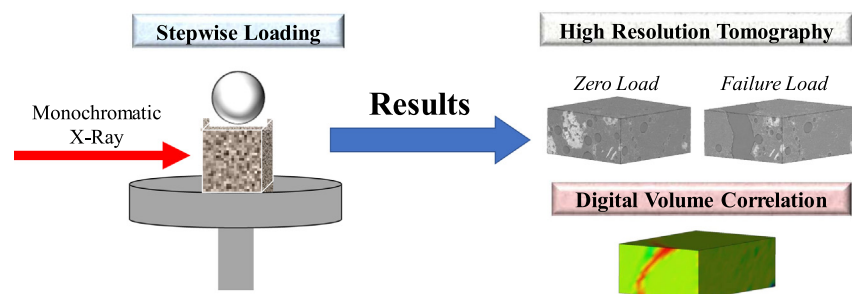 Stepwise Loading
Monochromatic
X-Ray
Results
High Resolution Tomography
Zero Load
Failure Load
Digital Volume Correlation